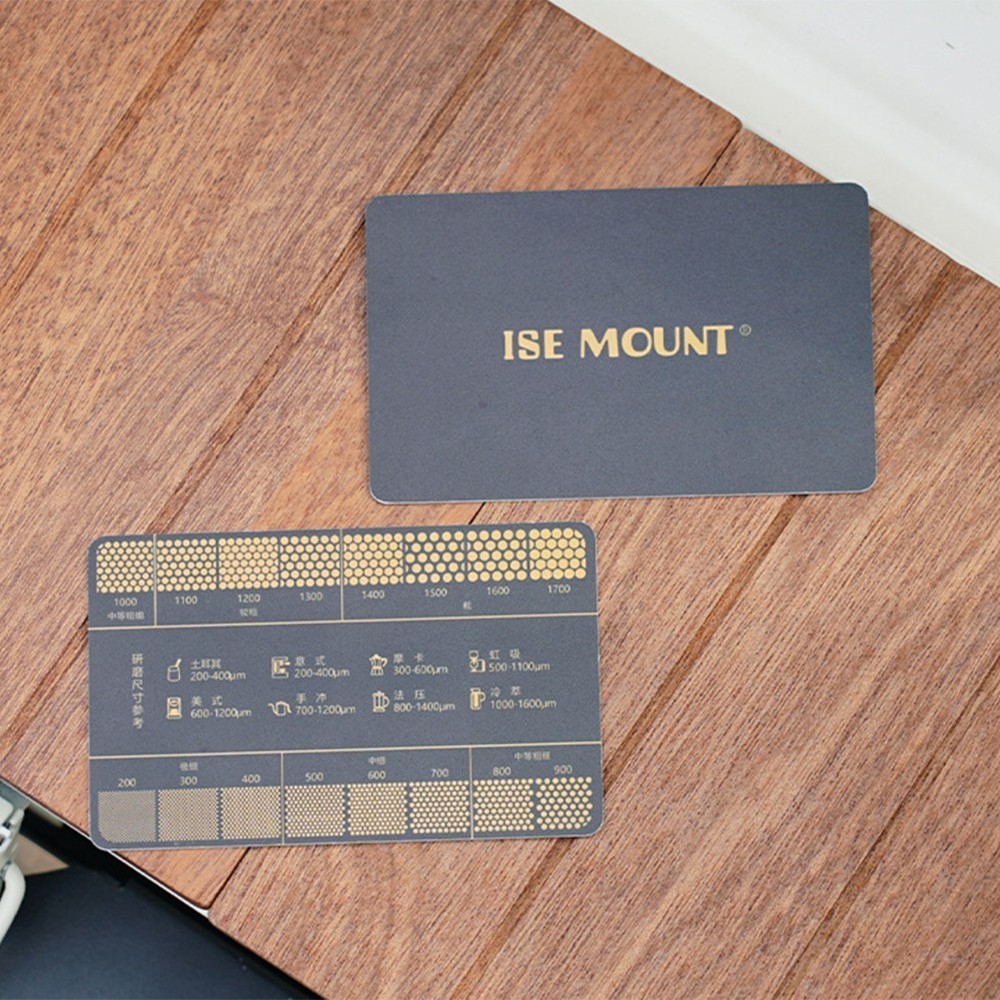 ISE MOUNT®
1000 1100 1200 1300 1400 1500 1600 1700
中等粗细 较粗 粗
研磨尺寸参考
土耳其 意式 摩卡 虹吸
200-400μm 200-400μm 300-600μm 500-1100μm
美式 手冲 法压 冷萃
600-1200μm 700-1200μm 800-1400μm 1000-1600μm
中细 中等粗细
200 300 400 500 600 700 800 900